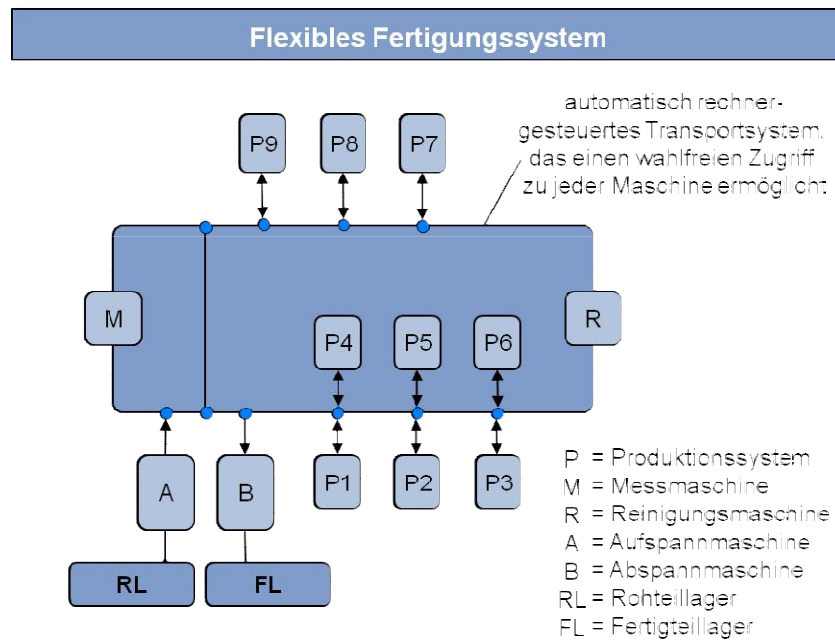 Flexibles Fertigungssystem
automatisch rechner-
gesteuertes Transportsystem,
das einen wahlfreien Zugriff
zu jeder Maschine ermöglicht
P9 P8 P7
M R
P4 P5 P6
A B P1 P2 P3
RL FL
P = Produktionssystem
M = Messmaschine
R = Reinigungsmaschine
A = Aufspannmaschine
B = Abspannmaschine
RL = Rohteillager
FL = Fertigteillager